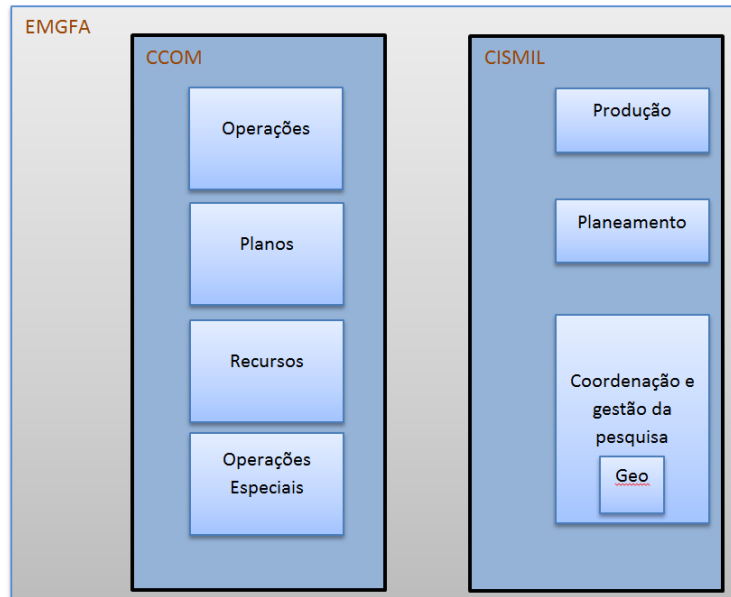 EMGFA
CCOM
Operações
Planos
Recursos
Operações
Especiais
CISMIL
Produção
Planeamento
Coordenação e
gestão da
pesquisa
Geo